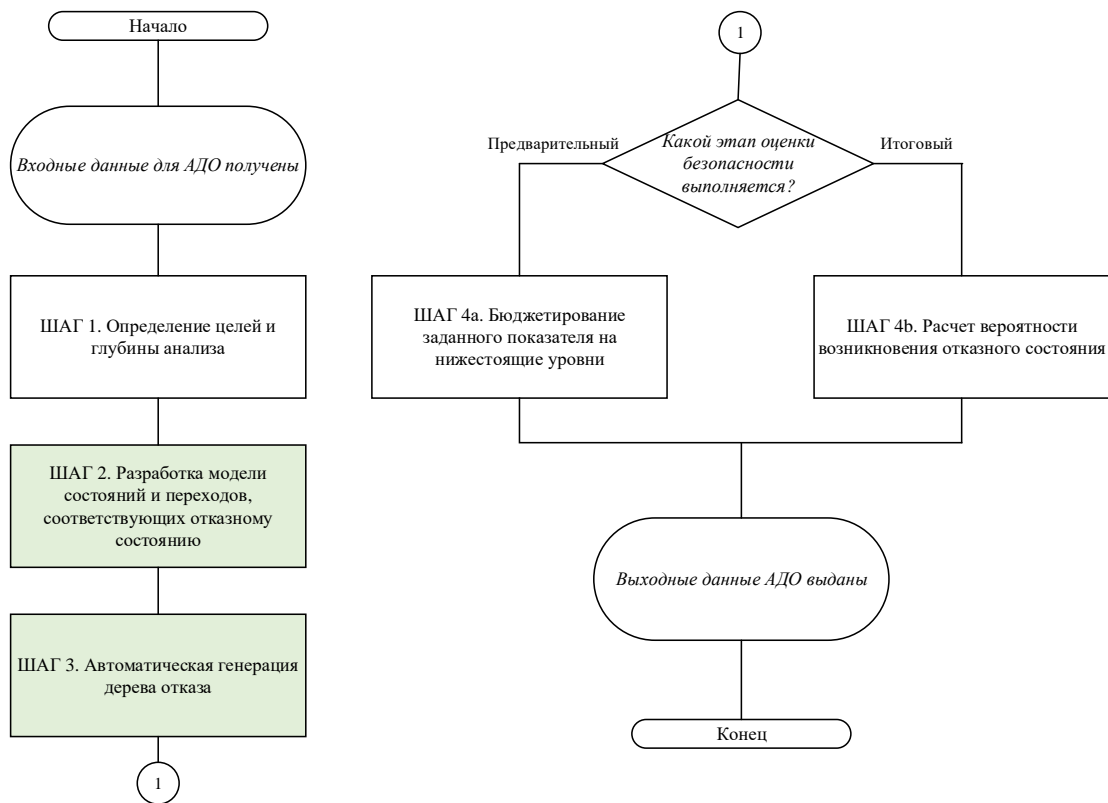 Начало
Входные данные для АДО получены
ШАГ 1. Определение целей и
глубины анализа
ШАГ 2. Разработка модели
состояний и переходов,
соответствующих отказному
состоянию
ШАГ 3. Автоматическая генерация
дерева отказа
1
1
Какой этап оценки
безопасности
выполняется?
Предварительный
Итоговый
ШАГ 4a. Бюджетирование
заданного показателя на
нижестоящие уровни
ШАГ 4b. Расчет вероятности
возникновения отказного состояния
Выходные данные АДО выданы
Конец